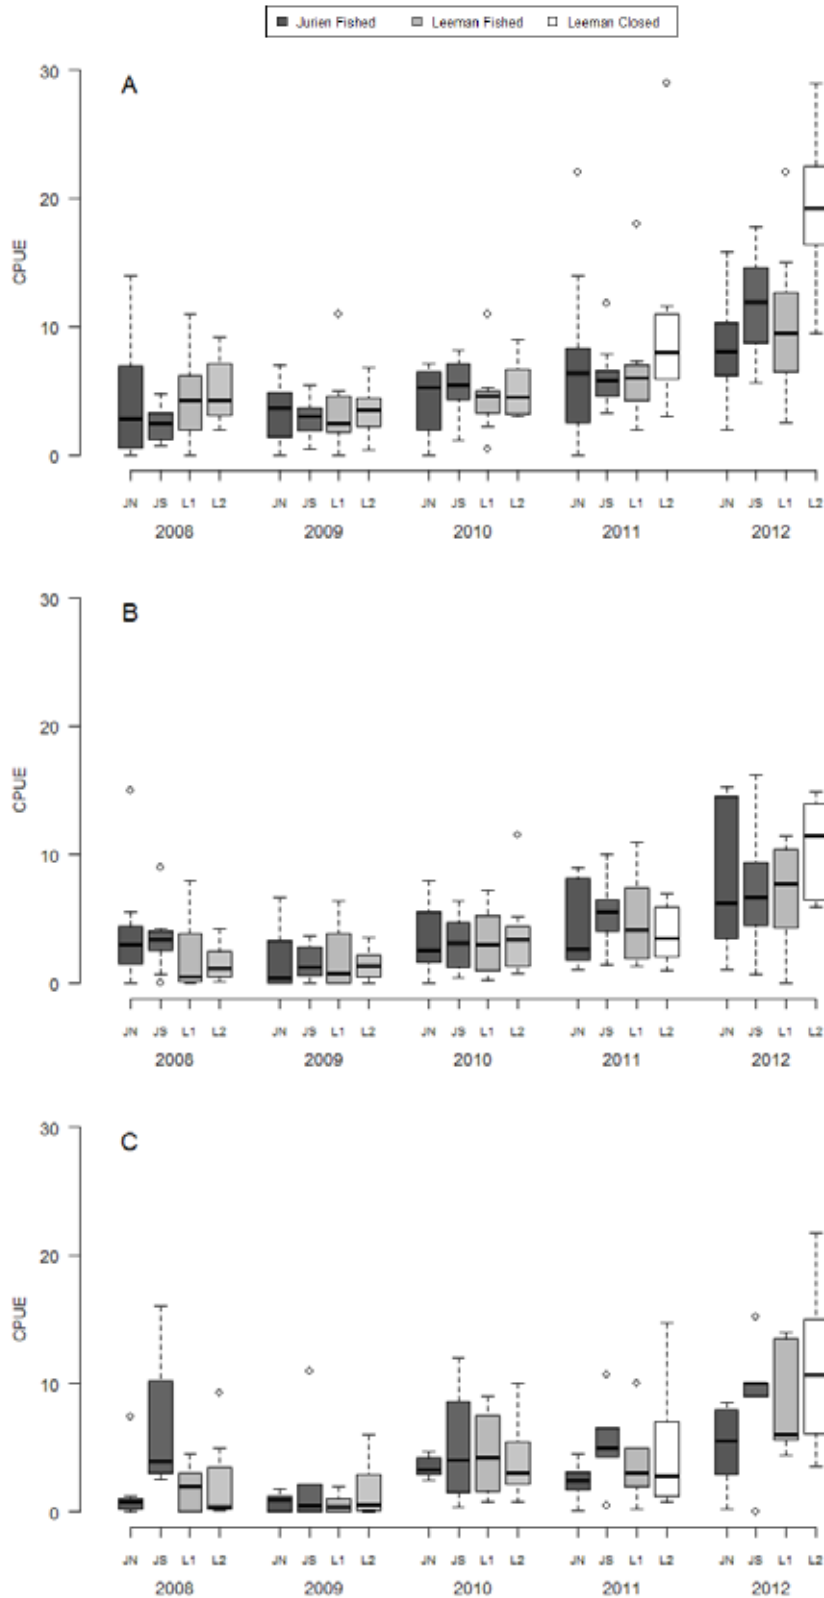 Jurien Fished Leeman Fished Leeman Closed
A
30
20
10
0
CPUE
JN JS L1 L2 JN JS L1 L2 JN JS L1 L2 JN JS L1 L2 JN JS L1 L2
2008 2009 2010 2011 2012
B
30
20
10
0
CPUE
JN JS L1 L2 JN JS L1 L2 JN JS L1 L2 JN JS L1 L2 JN JS L1 L2
2008 2009 2010 2011 2012
C
30
20
10
0
CPUE
JN JS L1 L2 JN JS L1 L2 JN JS L1 L2 JN JS L1 L2 JN JS L1 L2
2008 2009 2010 2011 2012